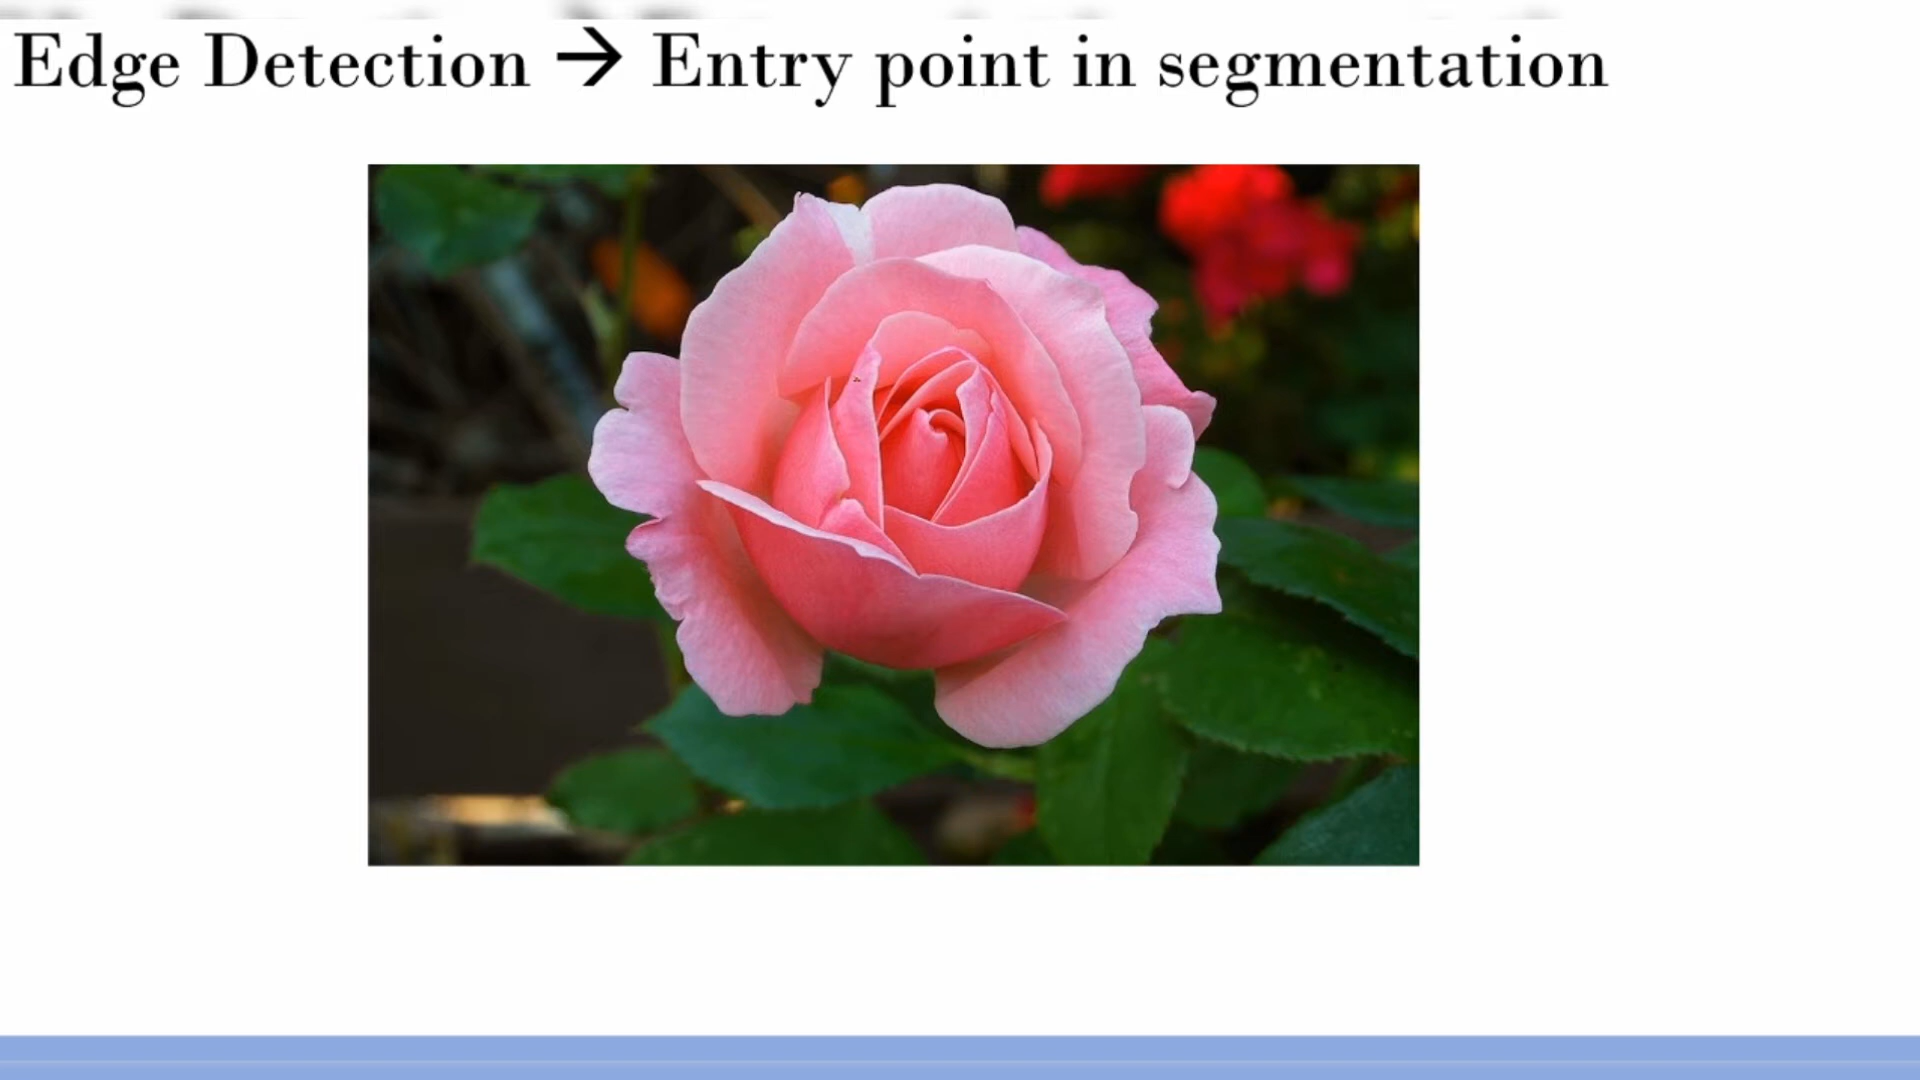 Edge Detection → Entry point in segmentation